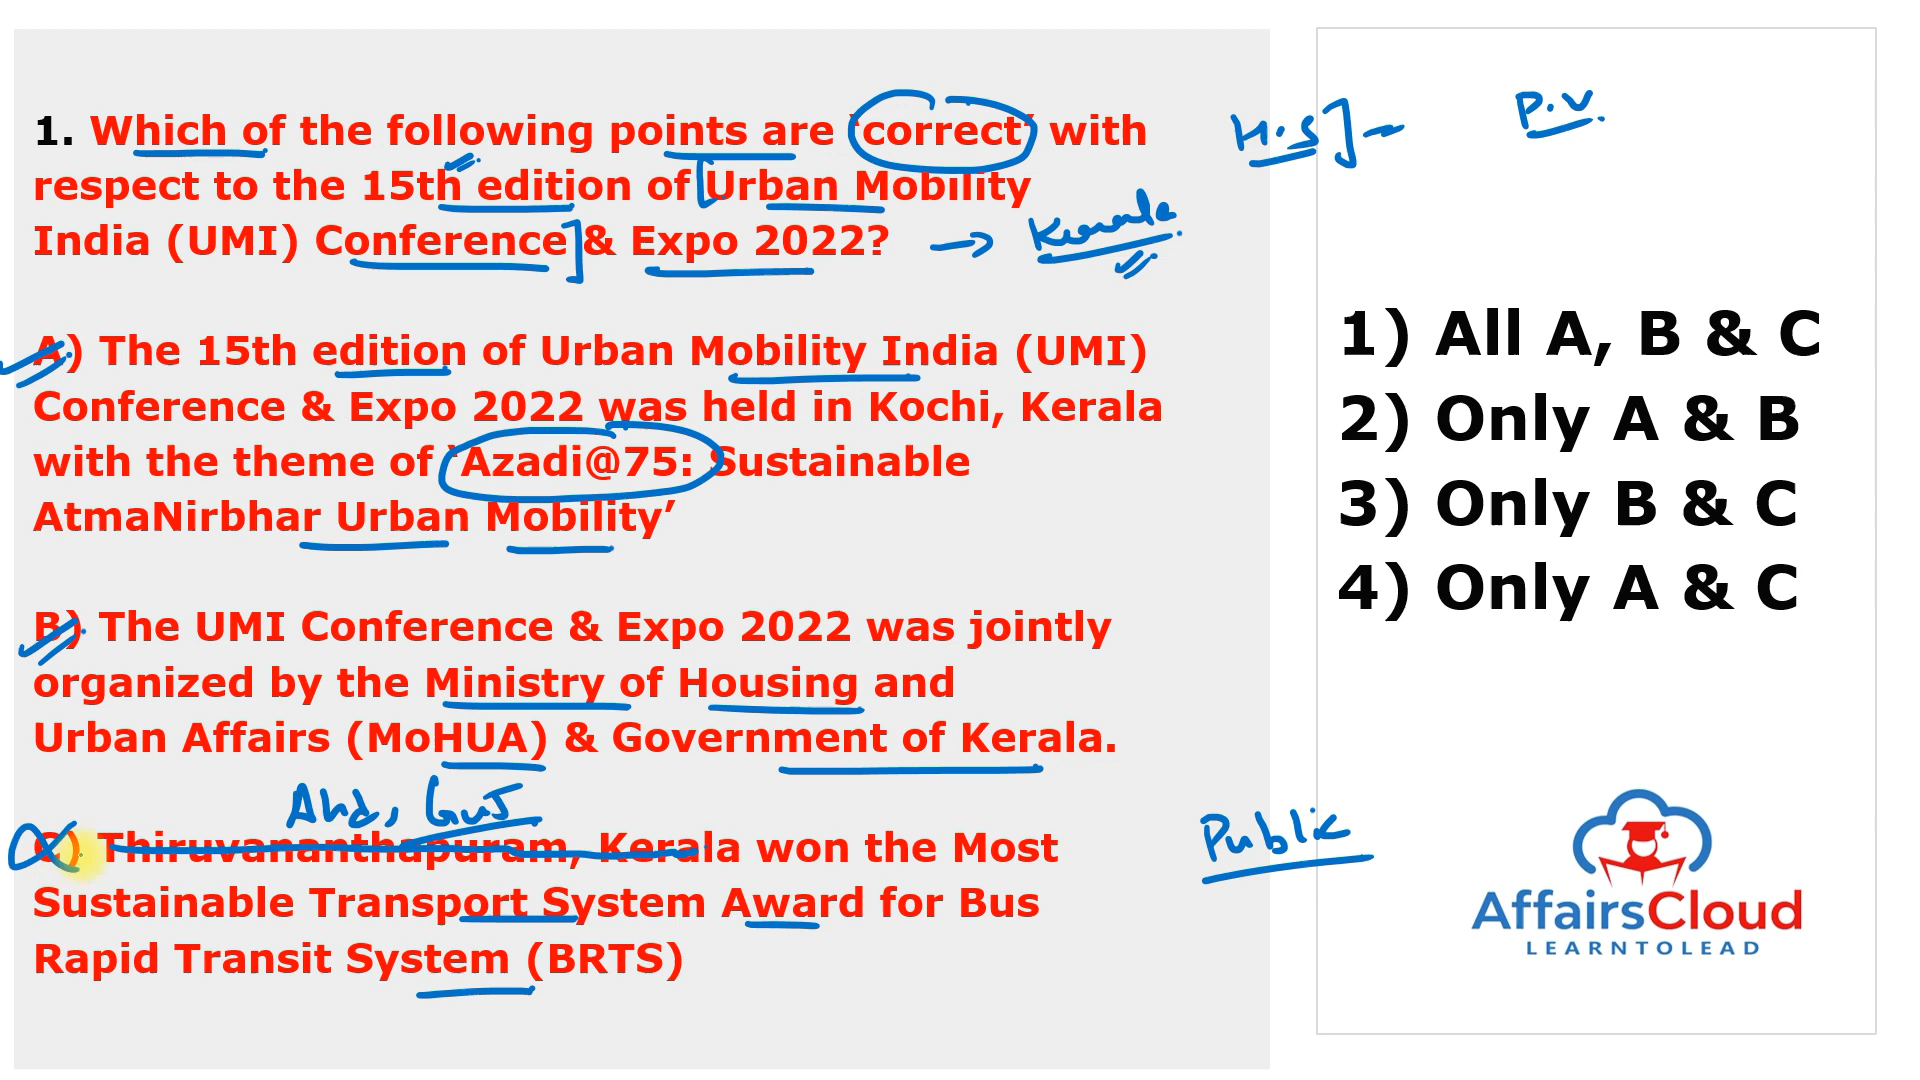 1. Which of the following points are ‘correct’ with
respect to the 15th edition of Urban Mobility
India (UMI) Conference & Expo 2022?
Kerala
H.S
P.V
A) The 15th edition of Urban Mobility India (UMI)
Conference & Expo 2022 was held in Kochi, Kerala
with the theme of ‘Azadi@75: Sustainable
AtmaNirbhar Urban Mobility’
B) The UMI Conference & Expo 2022 was jointly
organized by the Ministry of Housing and
Urban Affairs (MoHUA) & Government of Kerala.
Ahd, Guj
C) Thiruvananthapuram, Kerala won the Most
Sustainable Transport System Award for Bus
Rapid Transit System (BRTS)
Public
1) All A, B & C
2) Only A & B
3) Only B & C
4) Only A & C
AffairsCloud
LEARNTOLEAD